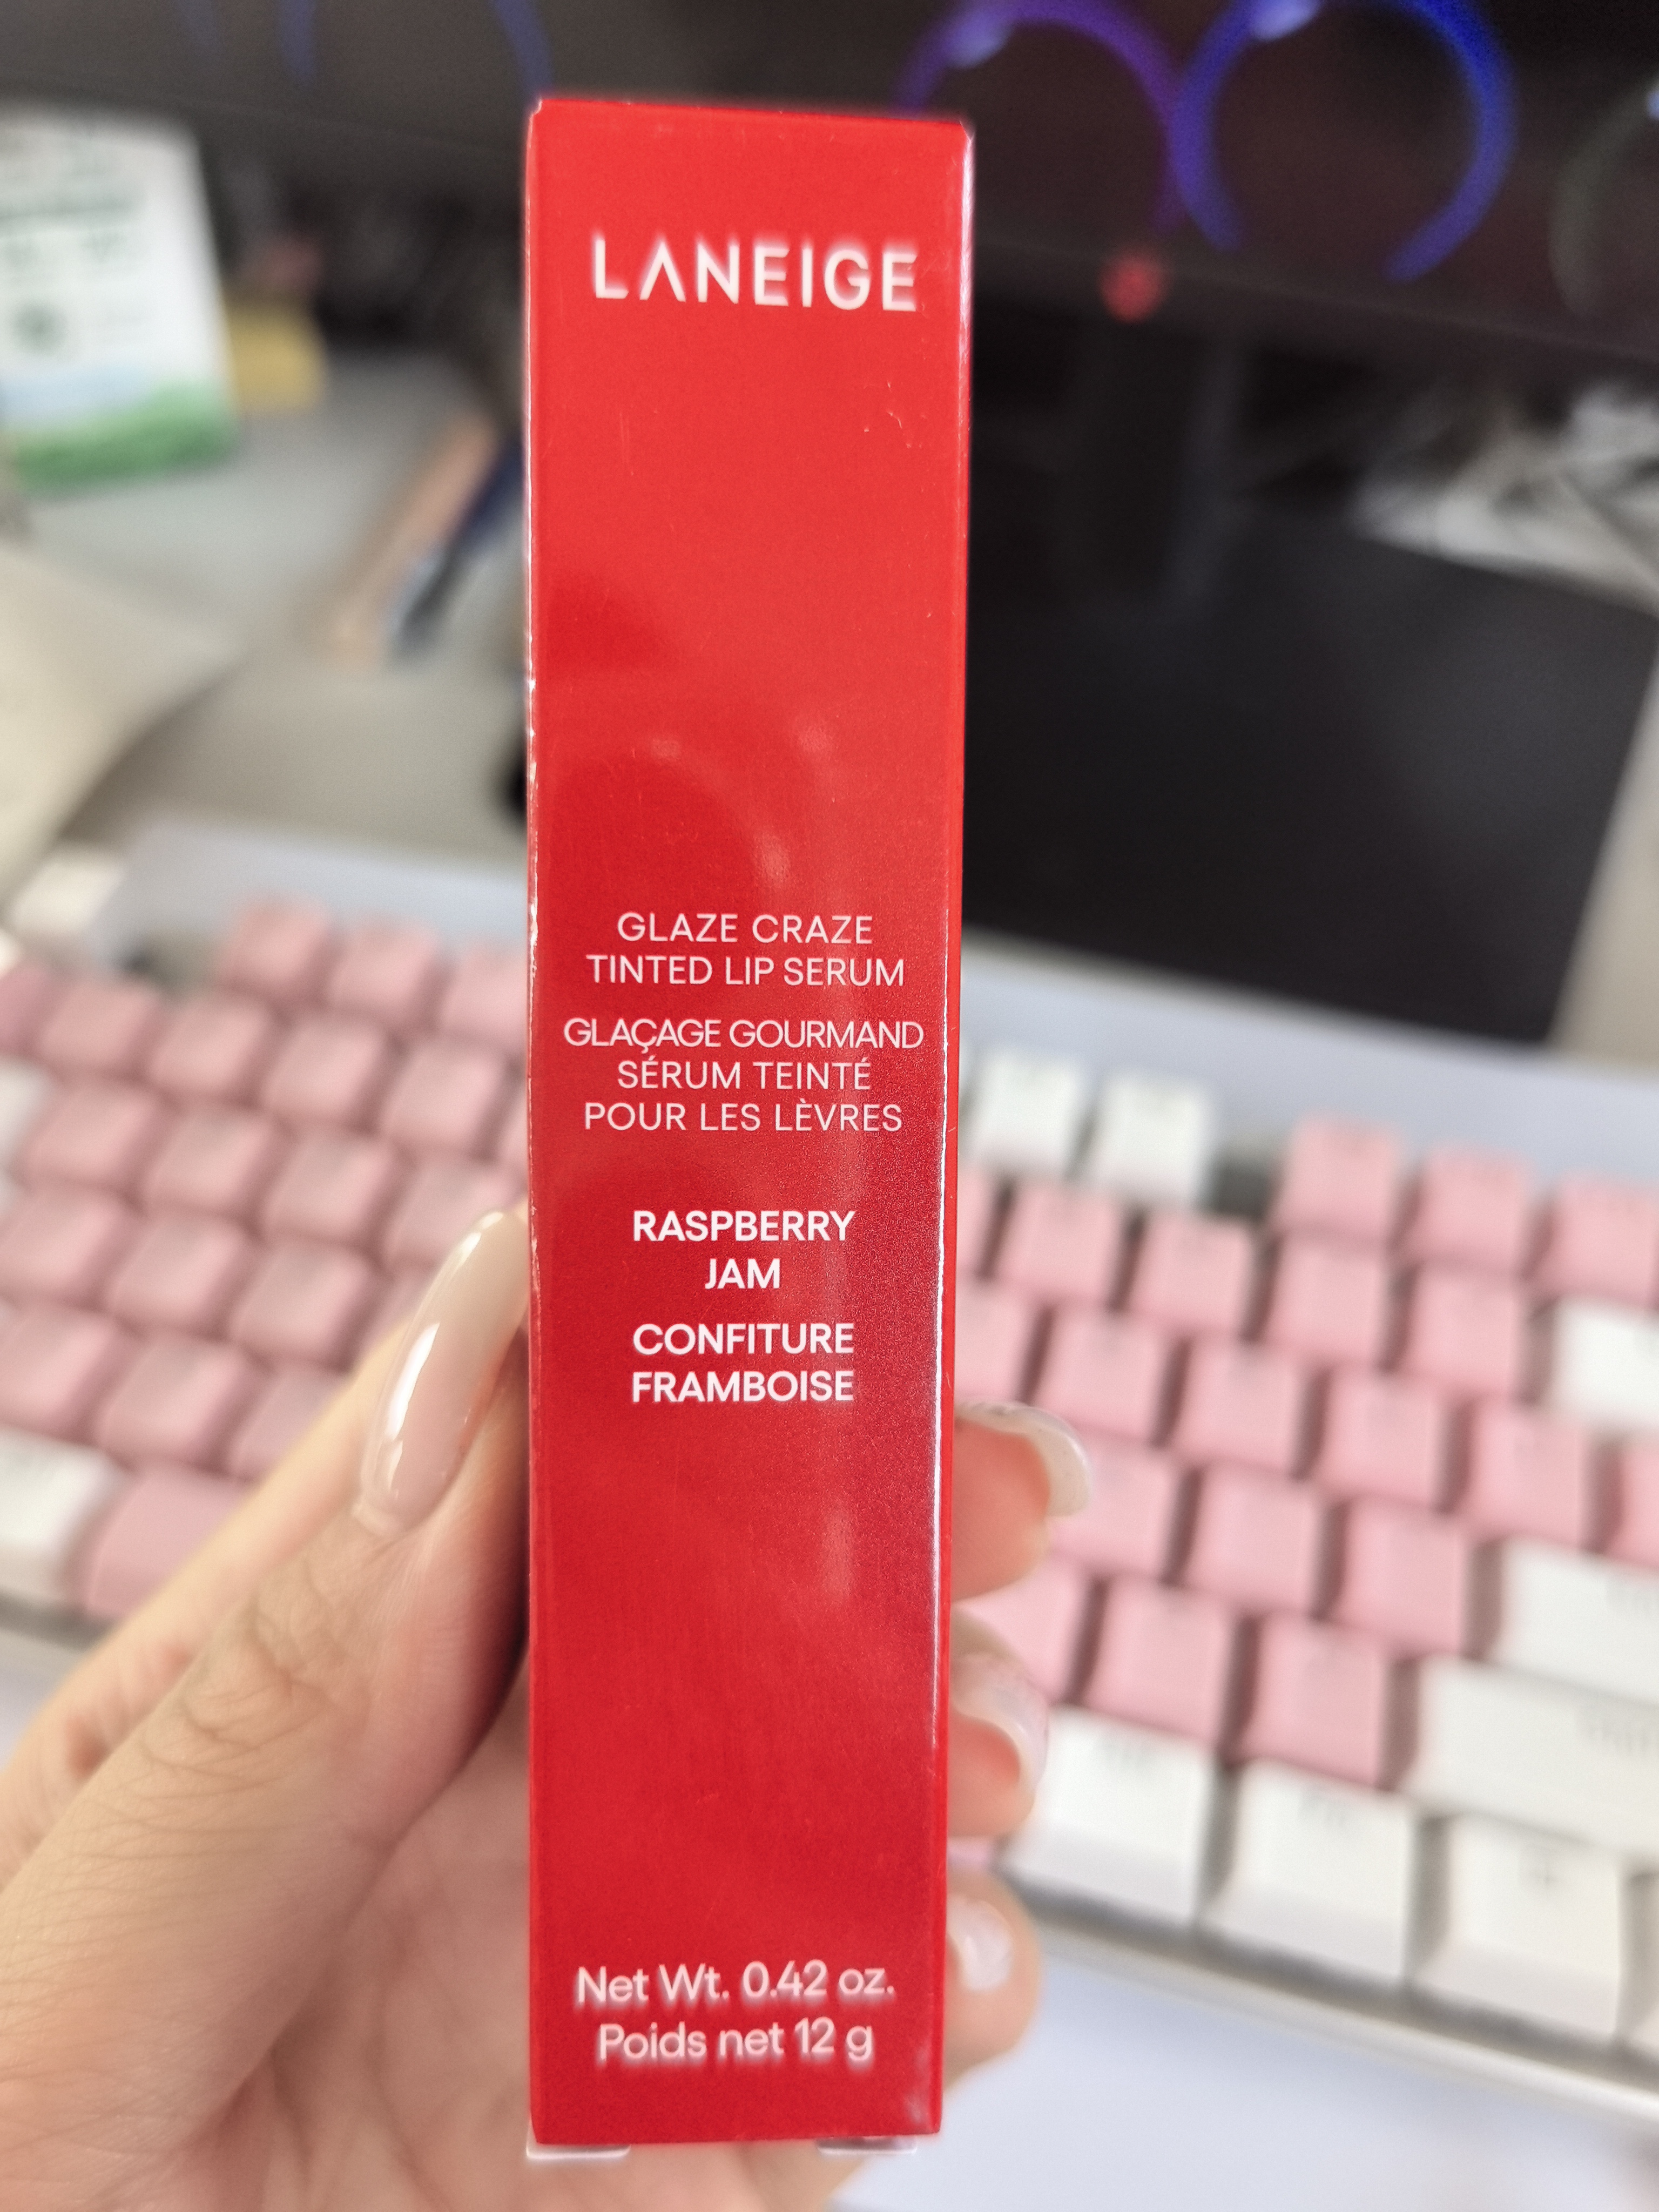 LANEIGE
GLAZE CRAZE
TINTED LIP SERUM
GLAÇAGE GOURMAND
SÉRUM TEINTÉ
POUR LES LÈVRES
RASPBERRY
JAM
CONFITURE
FRAMBOISE
Net Wt. 0.42 oz.
Poids net 12 g